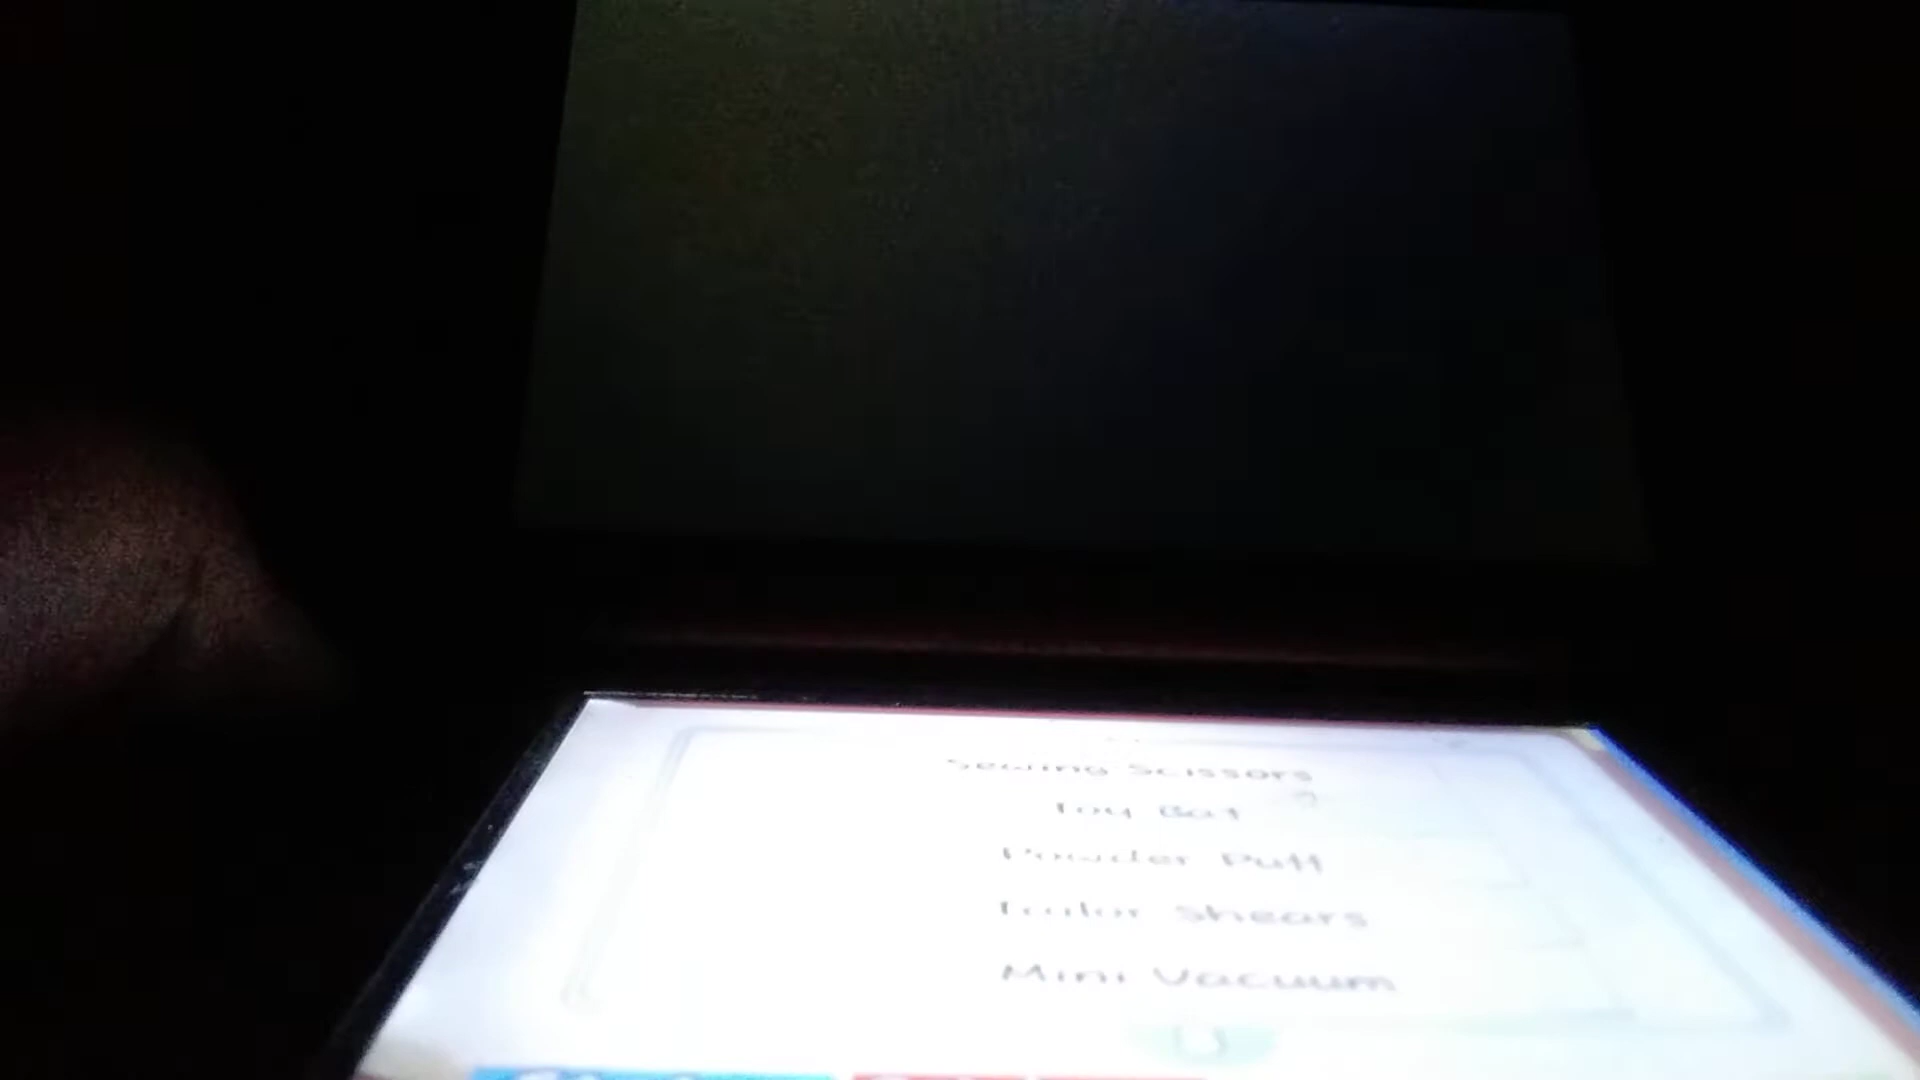 Sewing Scissors
Toy Bat
Powder Puff
Tailor Shears
Mini Vacuum